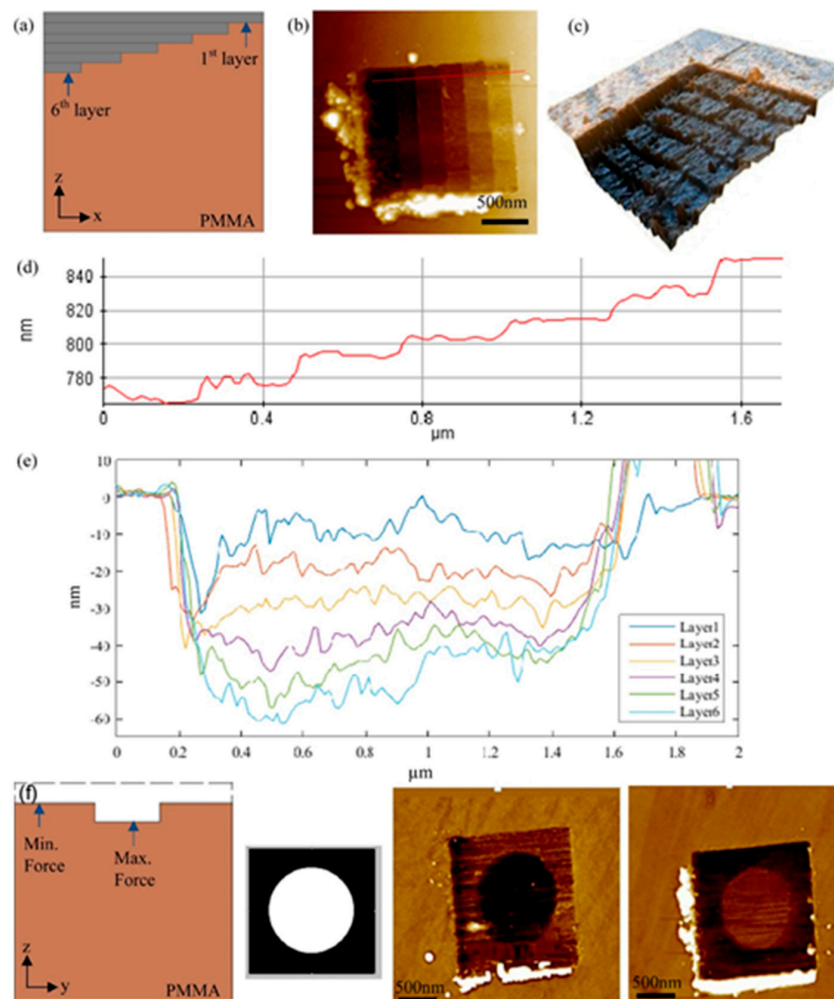 (a)
1st layer
6th layer
z
x
PMMA
(b)
500nm
(c)
(d)
840
820
800
780
nm
0
0.4
0.8
1.2
1.6
µm
(e)
10
0
-10
-20
-30
-40
-50
-60
nm
Layer1
Layer2
Layer3
Layer4
Layer5
Layer6
0
0.2
0.4
0.6
0.8
1
1.2
1.4
1.6
1.8
2
µm
(f)
Min.
Force
Max.
Force
z
y
PMMA
500nm
500nm